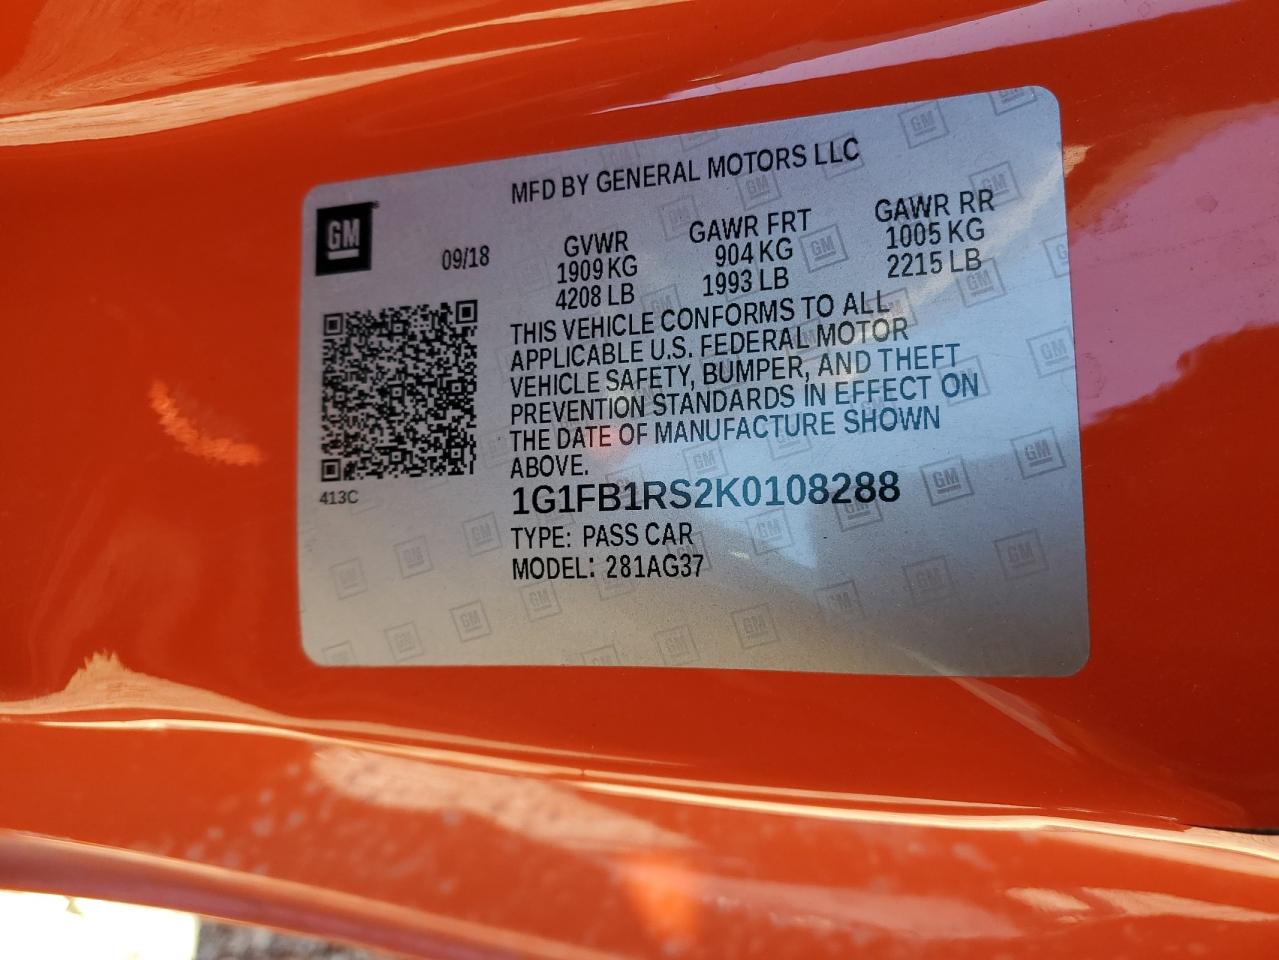 MFD BY GENERAL MOTORS LLC
GM
09/18
GVWR
1909 KG
4208 LB
GAWR FRT
904 KG
1993 LB
GAWR RR
1005 KG
2215 LB
THIS VEHICLE CONFORMS TO ALL
APPLICABLE U.S. FEDERAL MOTOR
VEHICLE SAFETY, BUMPER, AND THEFT
PREVENTION STANDARDS IN EFFECT ON
THE DATE OF MANUFACTURE SHOWN
ABOVE.
413C
1G1FB1RS2K0108288
TYPE: PASS CAR
MODEL: 281AG37